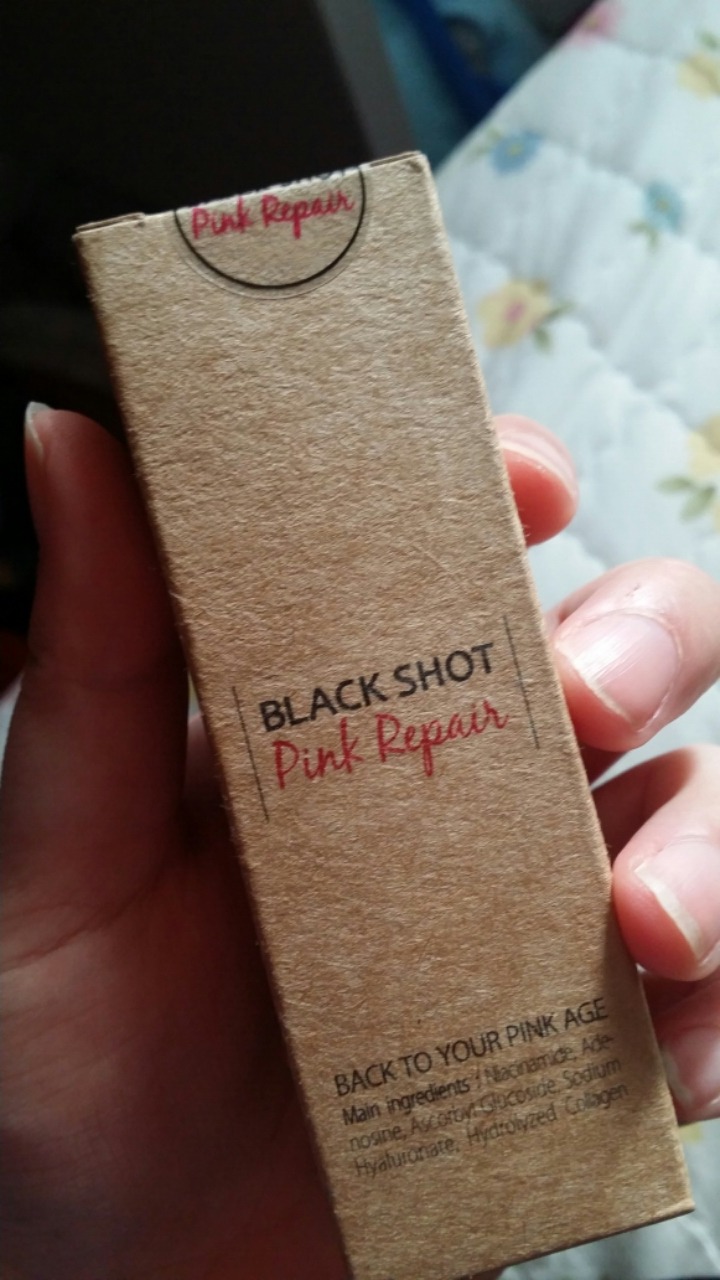 Pink Repair
BLACK SHOT
Pink Repair
BACK TO YOUR PINK AGE
Main ingredients : Niacinamide, Ade-
nosine, Ascorbyl Glucoside, Sodium
Hyaluronate, Hydrolyzed Collagen